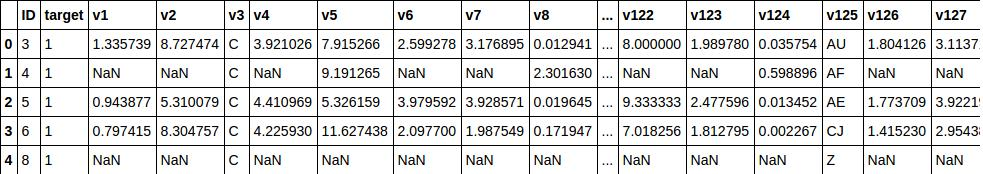 ID target v1 v2 v3 v4 v5 v6 v7 v8 ... v122 v123 v124 v125 v126 v127
0 3 1 1.335739 8.727474 C 3.921026 7.915266 2.599278 3.176895 0.012941 ... 8.000000 1.989780 0.035754 AU 1.804126 3.1137
1 4 1 NaN NaN C NaN 9.191265 NaN NaN 2.301630 ... NaN NaN 0.598896 AF NaN NaN
2 5 1 0.943877 5.310079 C 4.410969 5.326159 3.979592 3.928571 0.019645 ... 9.333333 2.477596 0.013452 AE 1.773709 3.9221
3 6 1 0.797415 8.304757 C 4.225930 11.627438 2.097700 1.987549 0.171947 ... 7.018256 1.812795 0.002267 CJ 1.415230 2.9543
4 8 1 NaN NaN C NaN NaN NaN NaN NaN ... NaN NaN NaN Z NaN NaN